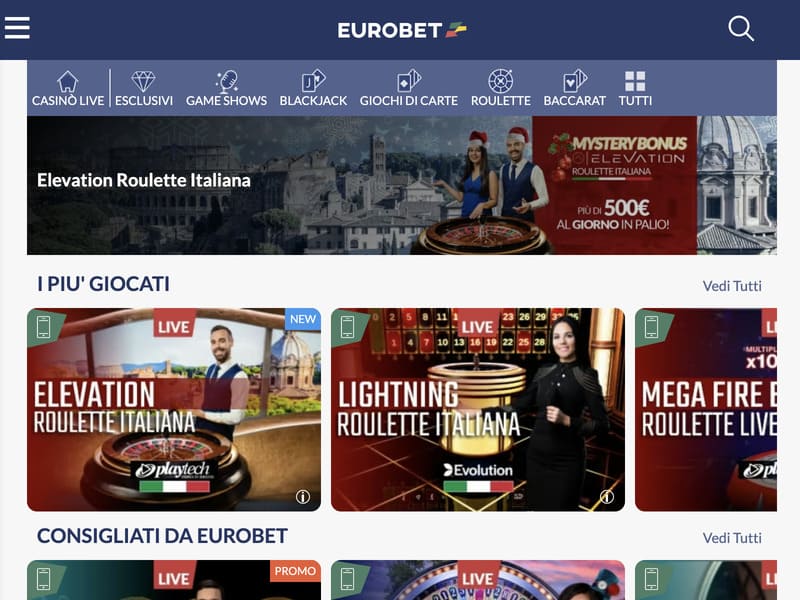 EUROBET
CASINÒ LIVE
ESCLUSIVI
GAME SHOWS
BLACKJACK
GIOCHI DI CARTE
ROULETTE
BACCARAT
TUTTI
Elevation Roulette Italiana
MYSTERY BONUS
ELEVATION
ROULETTE ITALIANA
PIÙ DI 500€
AL GIORNO IN PALIO!
I PIU' GIOCATI
Vedi Tutti
NEW
LIVE
ELEVATION
ROULETTE ITALIANA
playtech
LIVE
LIGHTNING
ROULETTE ITALIANA
Evolution
MEGA FIRE
ROULETTE LIVE
CONSIGLIATI DA EUROBET
Vedi Tutti
LIVE
PROMO
LIVE